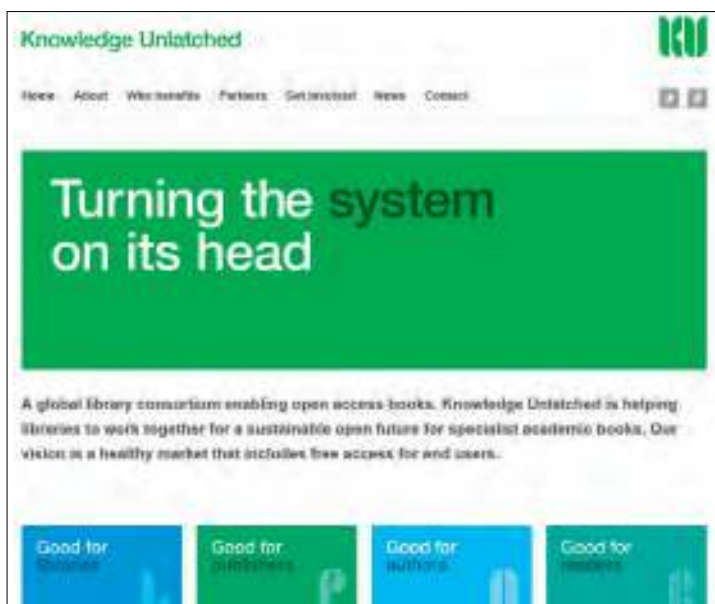 Knowledge Unlatched
KU
Home About Who benefits Partners Get involved News Contact
Turning the system
on its head
A global library consortium enabling open access books. Knowledge Unlatched is helping
libraries to work together for a sustainable open future for specialist academic books. Our
vision is a healthy market that includes free access for end users.
Good for Good for Good for Good for
libraries publishers authors readers